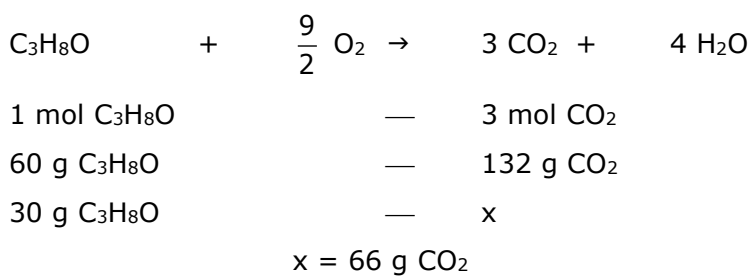 C₃H₈O + 9/2 O₂ → 3 CO₂ + 4 H₂O
1 mol C₃H₈O — 3 mol CO₂
60 g C₃H₈O — 132 g CO₂
30 g C₃H₈O — x
x = 66 g CO₂